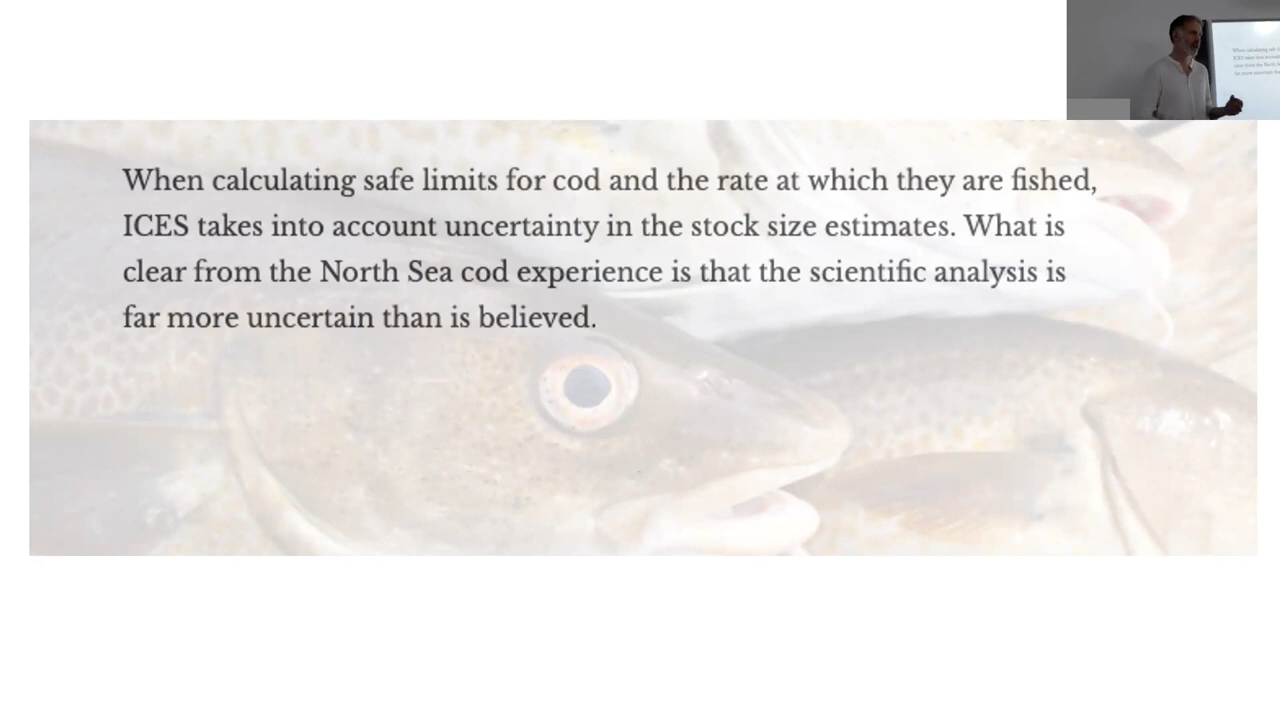 When calculating safe limits for cod and the rate at which they are fished,
ICES takes into account uncertainty in the stock size estimates. What is
clear from the North Sea cod experience is that the scientific analysis is
far more uncertain than is believed.